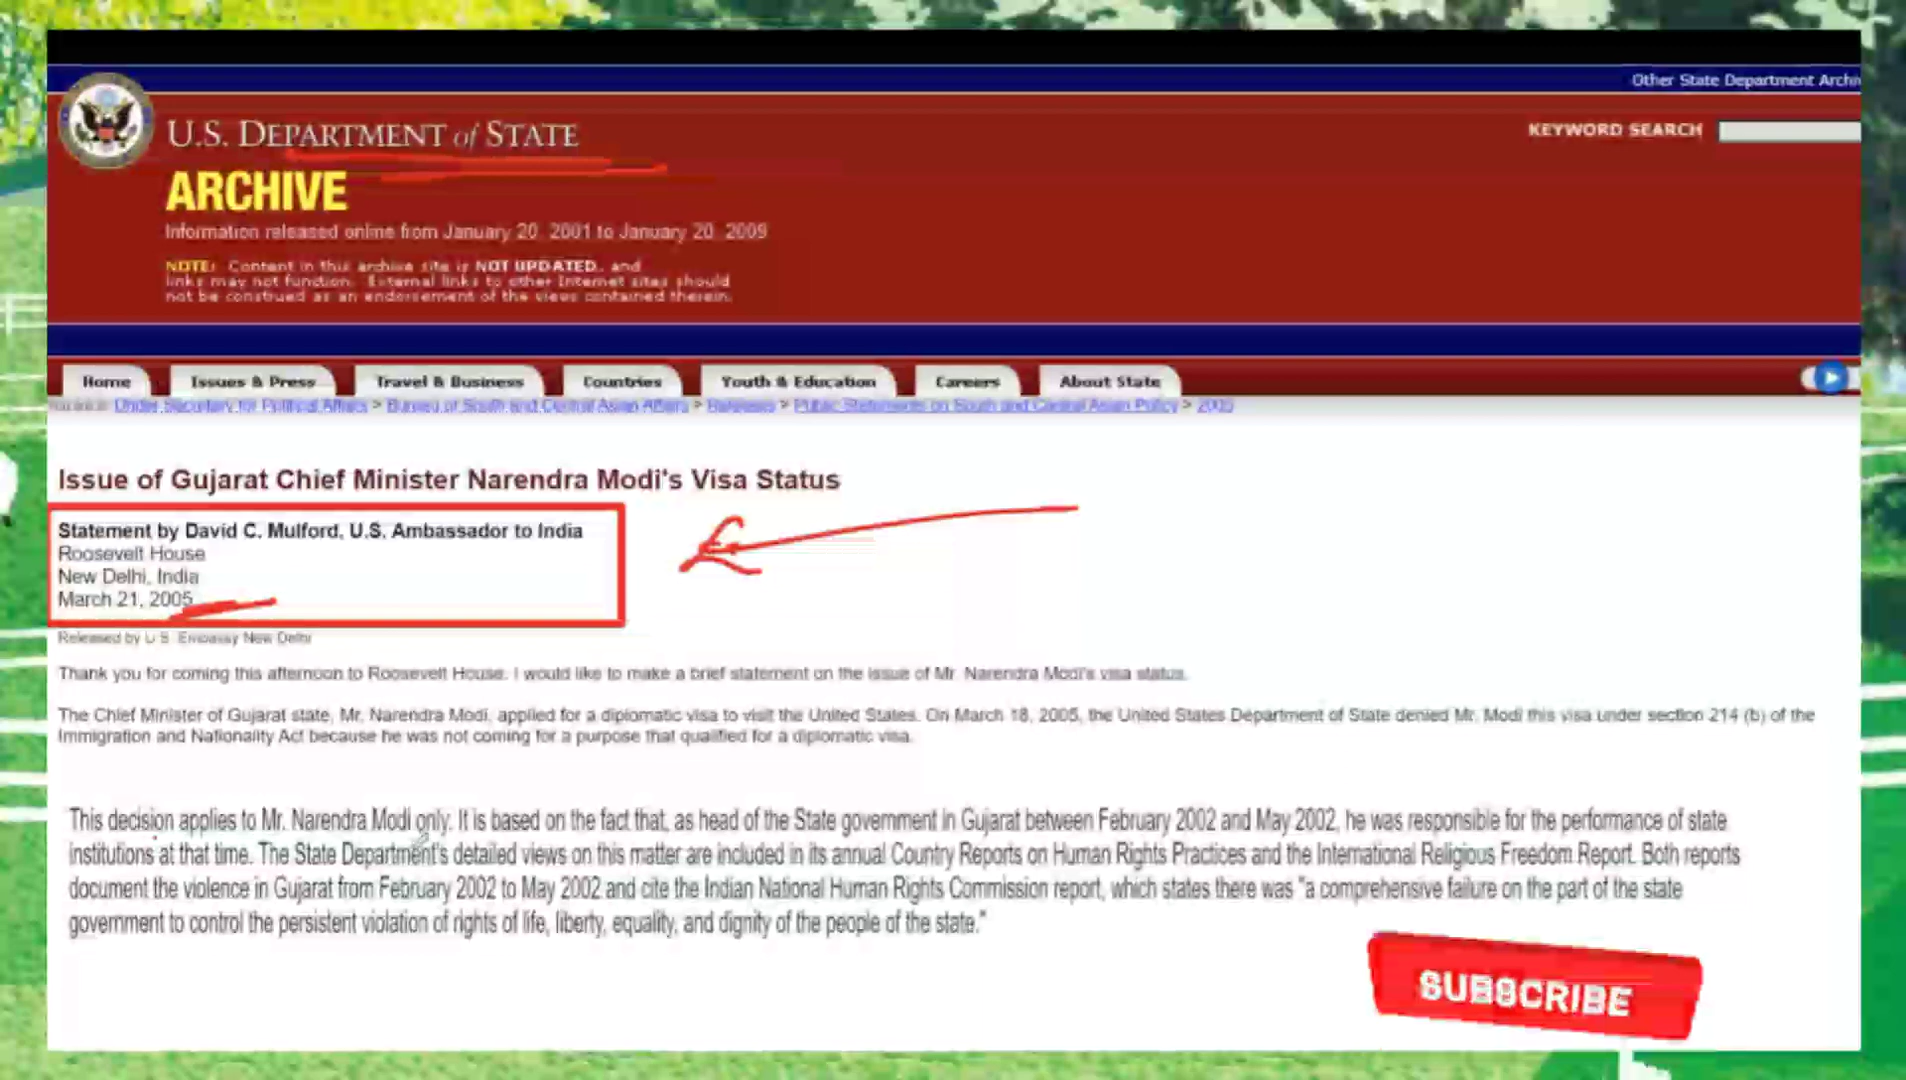 Other State Department Archi
U.S. DEPARTMENT of STATE
KEYWORD SEARCH
ARCHIVE
Information released online from January 20, 2001 to January 20, 2009
NOTE: Content in this archive site is NOT UPDATED, and
links may not function. External links to other Internet sites should
not be construed as an endorsement of the views contained therein.
Home Issues & Press Travel & Business Countries Youth & Education Careers About State
Under Secretary for Political Affairs > Bureau of South and Central Asian Affairs > Releases > Public Statements on South and Central Asian Policy > 2005
Issue of Gujarat Chief Minister Narendra Modi's Visa Status
Statement by David C. Mulford, U.S. Ambassador to India
Roosevelt House
New Delhi, India
March 21, 2005
Released by U.S. Embassy New Delhi
Thank you for coming this afternoon to Roosevelt House. I would like to make a brief statement on the issue of Mr. Narendra Modi's visa status.
The Chief Minister of Gujarat state, Mr. Narendra Modi, applied for a diplomatic visa to visit the United States. On March 18, 2005, the United States Department of State denied Mr. Modi this visa under section 214 (b) of the
Immigration and Nationality Act because he was not coming for a purpose that qualified for a diplomatic visa.
This decision applies to Mr. Narendra Modi only. It is based on the fact that, as head of the State government in Gujarat between February 2002 and May 2002, he was responsible for the performance of state
institutions at that time. The State Department's detailed views on this matter are included in its annual Country Reports on Human Rights Practices and the International Religious Freedom Report. Both reports
document the violence in Gujarat from February 2002 to May 2002 and cite the Indian National Human Rights Commission report, which states there was "a comprehensive failure on the part of the state
government to control the persistent violation of rights of life, liberty, equality, and dignity of the people of the state."
SUBSCRIBE